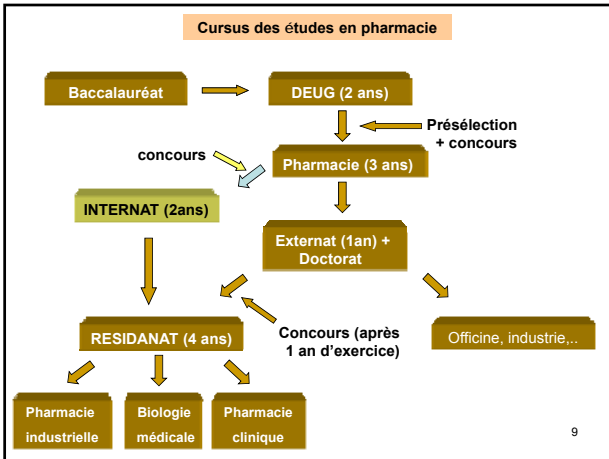 Cursus des études en pharmacie
Baccalauréat
DEUG (2 ans)
Présélection
+ concours
concours
Pharmacie (3 ans)
INTERNAT (2ans)
Externat (1an) +
Doctorat
RESIDANAT (4 ans)
Concours (après
1 an d'exercice)
Officine, industrie,..
Pharmacie
industrielle
Biologie
médicale
Pharmacie
clinique
9